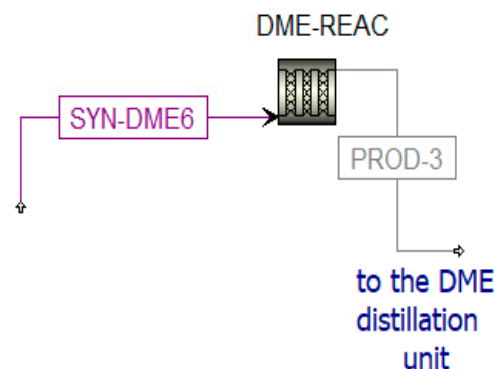 DME-REAC
SYN-DME6
PROD-3
to the DME
distillation
unit